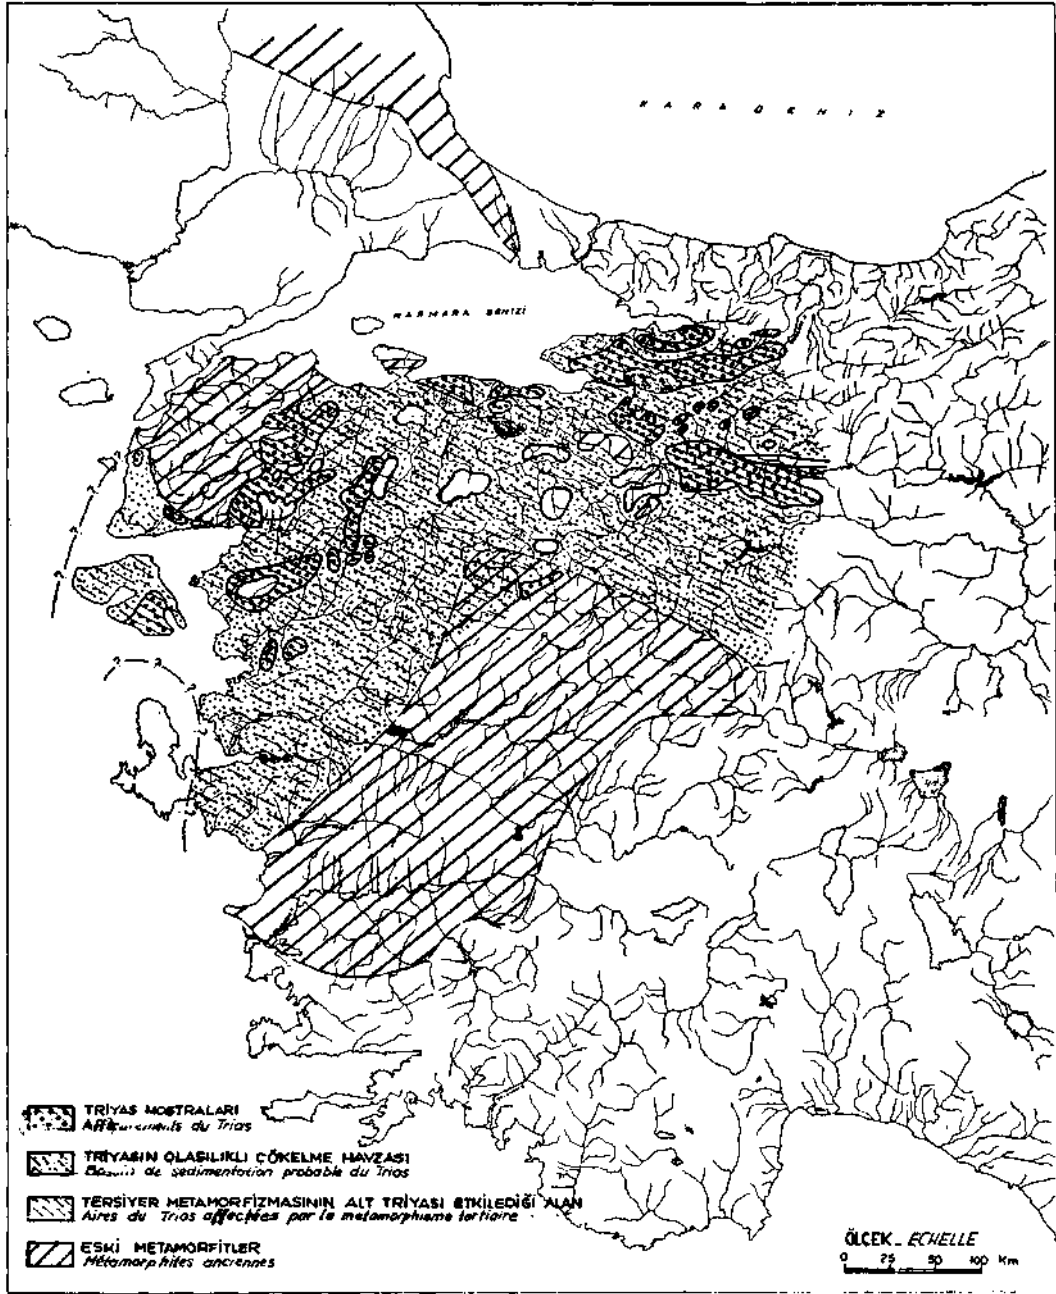 KARADENİZ
MARMARA DENİZİ
TRİYAS MOSTRALARI
Affleurements du Trias
TRİYASIN OLASILIKLI ÇÖKELME HAVZASI
Bassin de sedimentation probable du Trias
TERSİYER METAMORFİZMASININ ALT TRİYASI ETKİLEDİĞİ ALAN
Aires du Trias affectées par le metamorphisme tertiaire
ESKİ METAMORFİTLER
Métamorphites anciennes
ÖLÇEK_ECHELLE
0 25 50 100 Km
? ?
? ?